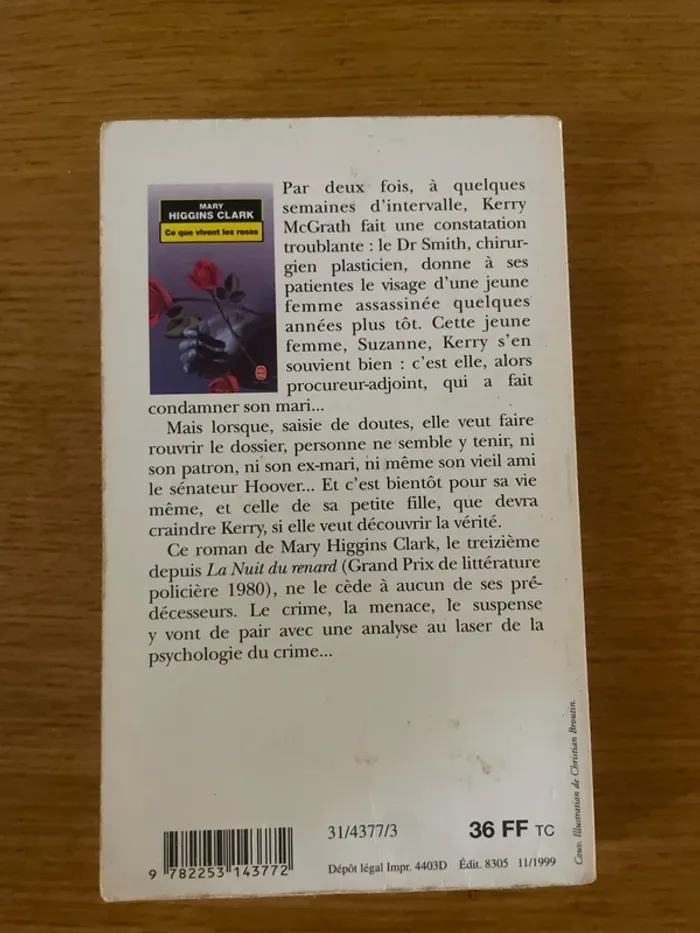 MARY
HIGGINS CLARK
Ce que vivent les roses
Par deux fois, à quelques
semaines d'intervalle, Kerry
McGrath fait une constatation
troublante : le Dr Smith, chirur-
gien plasticien, donne à ses
patientes le visage d'une jeune
femme assassinée quelques
années plus tôt. Cette jeune
femme, Suzanne, Kerry s'en
souvient bien : c'est elle, alors
procureur-adjoint, qui a fait
condamner son mari...
Mais lorsque, saisie de doutes, elle veut faire
rouvrir le dossier, personne ne semble y tenir, ni
son patron, ni son ex-mari, ni même son vieil ami
le sénateur Hoover... Et c'est bientôt pour sa vie
même, et celle de sa petite fille, que devra
craindre Kerry, si elle veut découvrir la vérité.
Ce roman de Mary Higgins Clark, le treizième
depuis La Nuit du renard (Grand Prix de littérature
policière 1980), ne le cède à aucun de ses pré-
décesseurs. Le crime, la menace, le suspense
y vont de pair avec une analyse au laser de la
psychologie du crime...
Couv. Illustration de Christian Broutin.
31/4377/3
36 FF TC
9 782253 143772
Dépôt légal Impr. 4403D Édit. 8305 11/1999